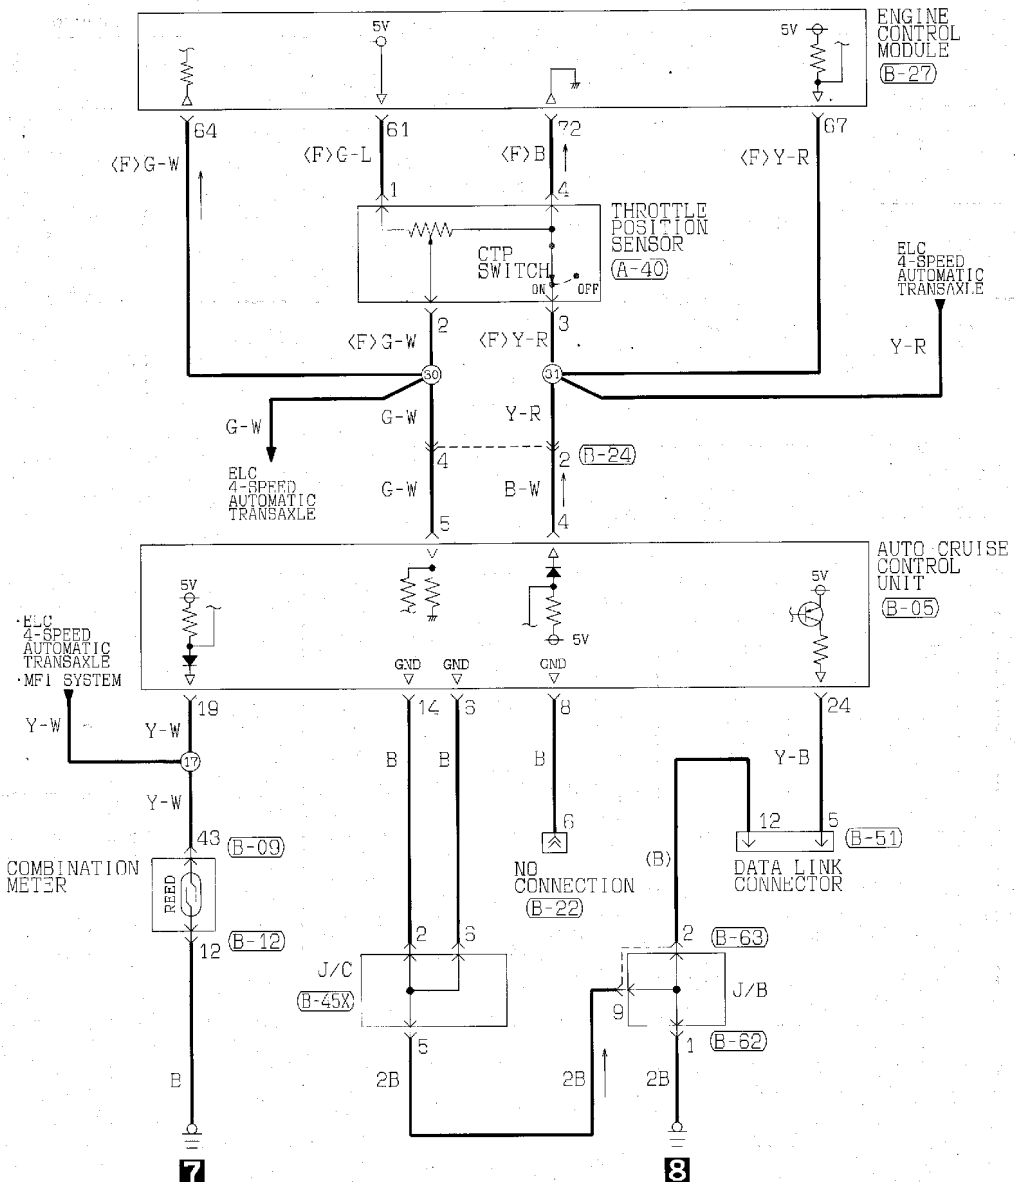 5V
5V
ENGINE
CONTROL
MODULE
(B-27)
64
61
72
67
<F>G-W
<F>G-L
<F>B
<F>Y-R
1
4
THROTTLE
POSITION
SENSOR
(A-40)
CTP
SWITCH
ON
OFF
ELC
4-SPEED
AUTOMATIC
TRANSAXLE
2
3
<F>G-W
<F>Y-R
Y-R
30
31
G-W
G-W
Y-R
4
2
(B-24)
ELC
4-SPEED
AUTOMATIC
TRANSAXLE
G-W
B-W
5
4
AUTO CRUISE
CONTROL
UNIT
(B-05)
5V
5V
5V
·ELC
4-SPEED
AUTOMATIC
TRANSAXLE
·MFI SYSTEM
GND
GND
GND
19
14
6
8
24
Y-W
Y-W
B
B
B
Y-B
17
Y-W
43
(B-09)
6
12
5
(B-51)
COMBINATION
METER
REED
NO
CONNECTION
(B-22)
(B)
DATA LINK
CONNECTOR
12
(B-12)
2
6
2
(B-63)
J/C
(B-45X)
J/B
9
5
1
(B-62)
B
2B
2B
2B
7
8